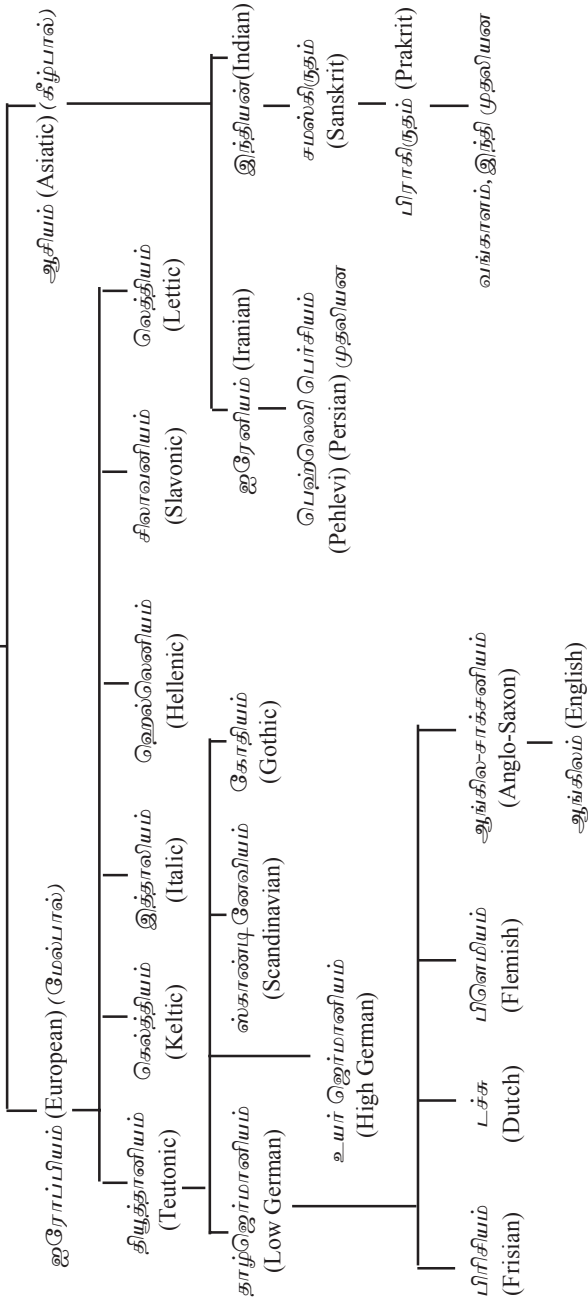 ஐரோப்பியம் (European) (மேல்பால்)
ஆசியம் (Asiatic) (கீழ்பால்)
தியூத்தானியம்
(Teutonic)
கெல்த்தியம்
(Keltic)
இத்தாலியம்
(Italic)
ஹெல்லெனியம்
(Hellenic)
சிலாவனியம்
(Slavonic)
லெத்தியம்
(Lettic)
ஐரேனியம் (Iranian)
இந்தியன்(Indian)
பெஹ்லெவி பெர்சியம்
(Pehlevi) (Persian) முதலியன
சமஸ்கிருதம்
(Sanskrit)
பிராகிருதம் (Prakrit)
வங்காளம், இந்தி முதலியன
தாழ்ஜெர்மானியம்
(Low German)
உயர் ஜெர்மானியம்
(High German)
ஸ்காண்டினேவியம்
(Scandinavian)
கோதியம்
(Gothic)
பிரிசியம்
(Frisian)
டச்சு
(Dutch)
பிளெமியம்
(Flemish)
ஆங்கில-சாக்சனியம்
(Anglo-Saxon)
ஆங்கிலம் (English)